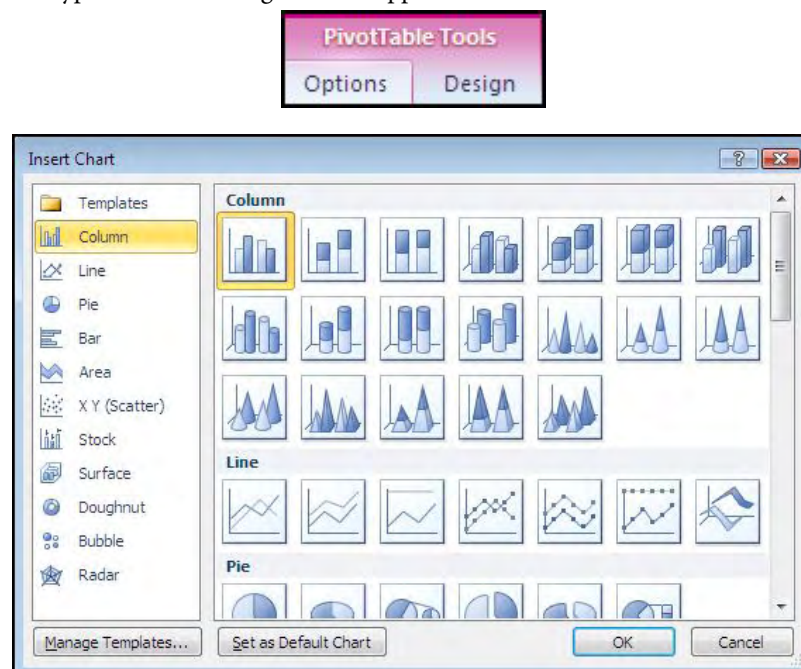 PivotTable Tools
Options Design
Insert Chart
Templates
Column
Line
Pie
Bar
Area
X Y (Scatter)
Stock
Surface
Doughnut
Bubble
Radar
Column
Line
Pie
Manage Templates...
Set as Default Chart
OK
Cancel